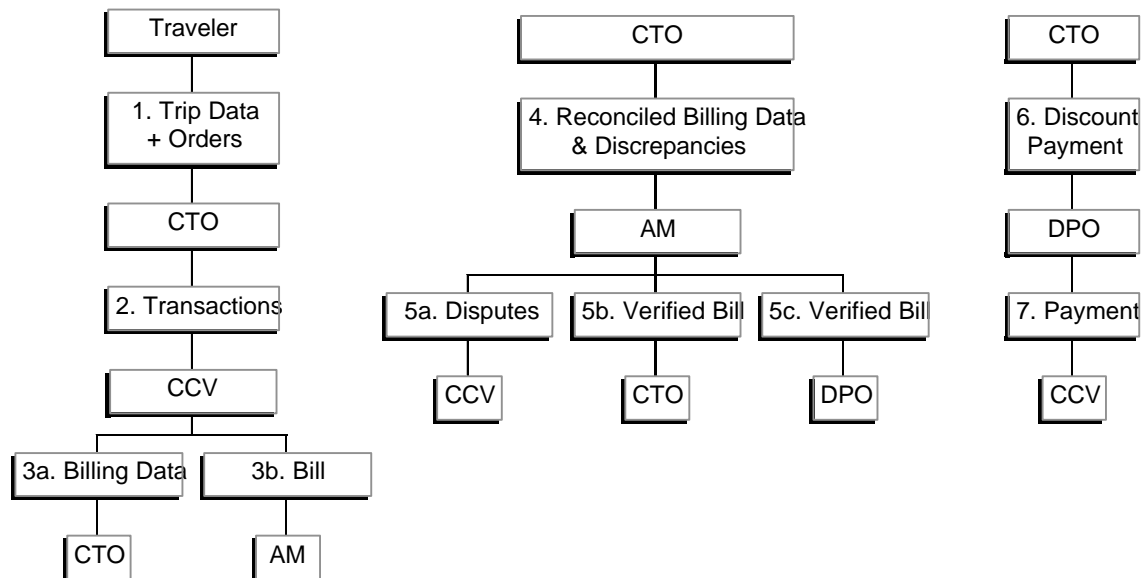 Traveler
1. Trip Data
+ Orders
CTO
2. Transactions
CCV
3a. Billing Data
3b. Bill
CTO
AM
CTO
4. Reconciled Billing Data
& Discrepancies
AM
5a. Disputes
5b. Verified Bill
5c. Verified Bill
CCV
CTO
DPO
CTO
6. Discount
Payment
DPO
7. Payment
CCV